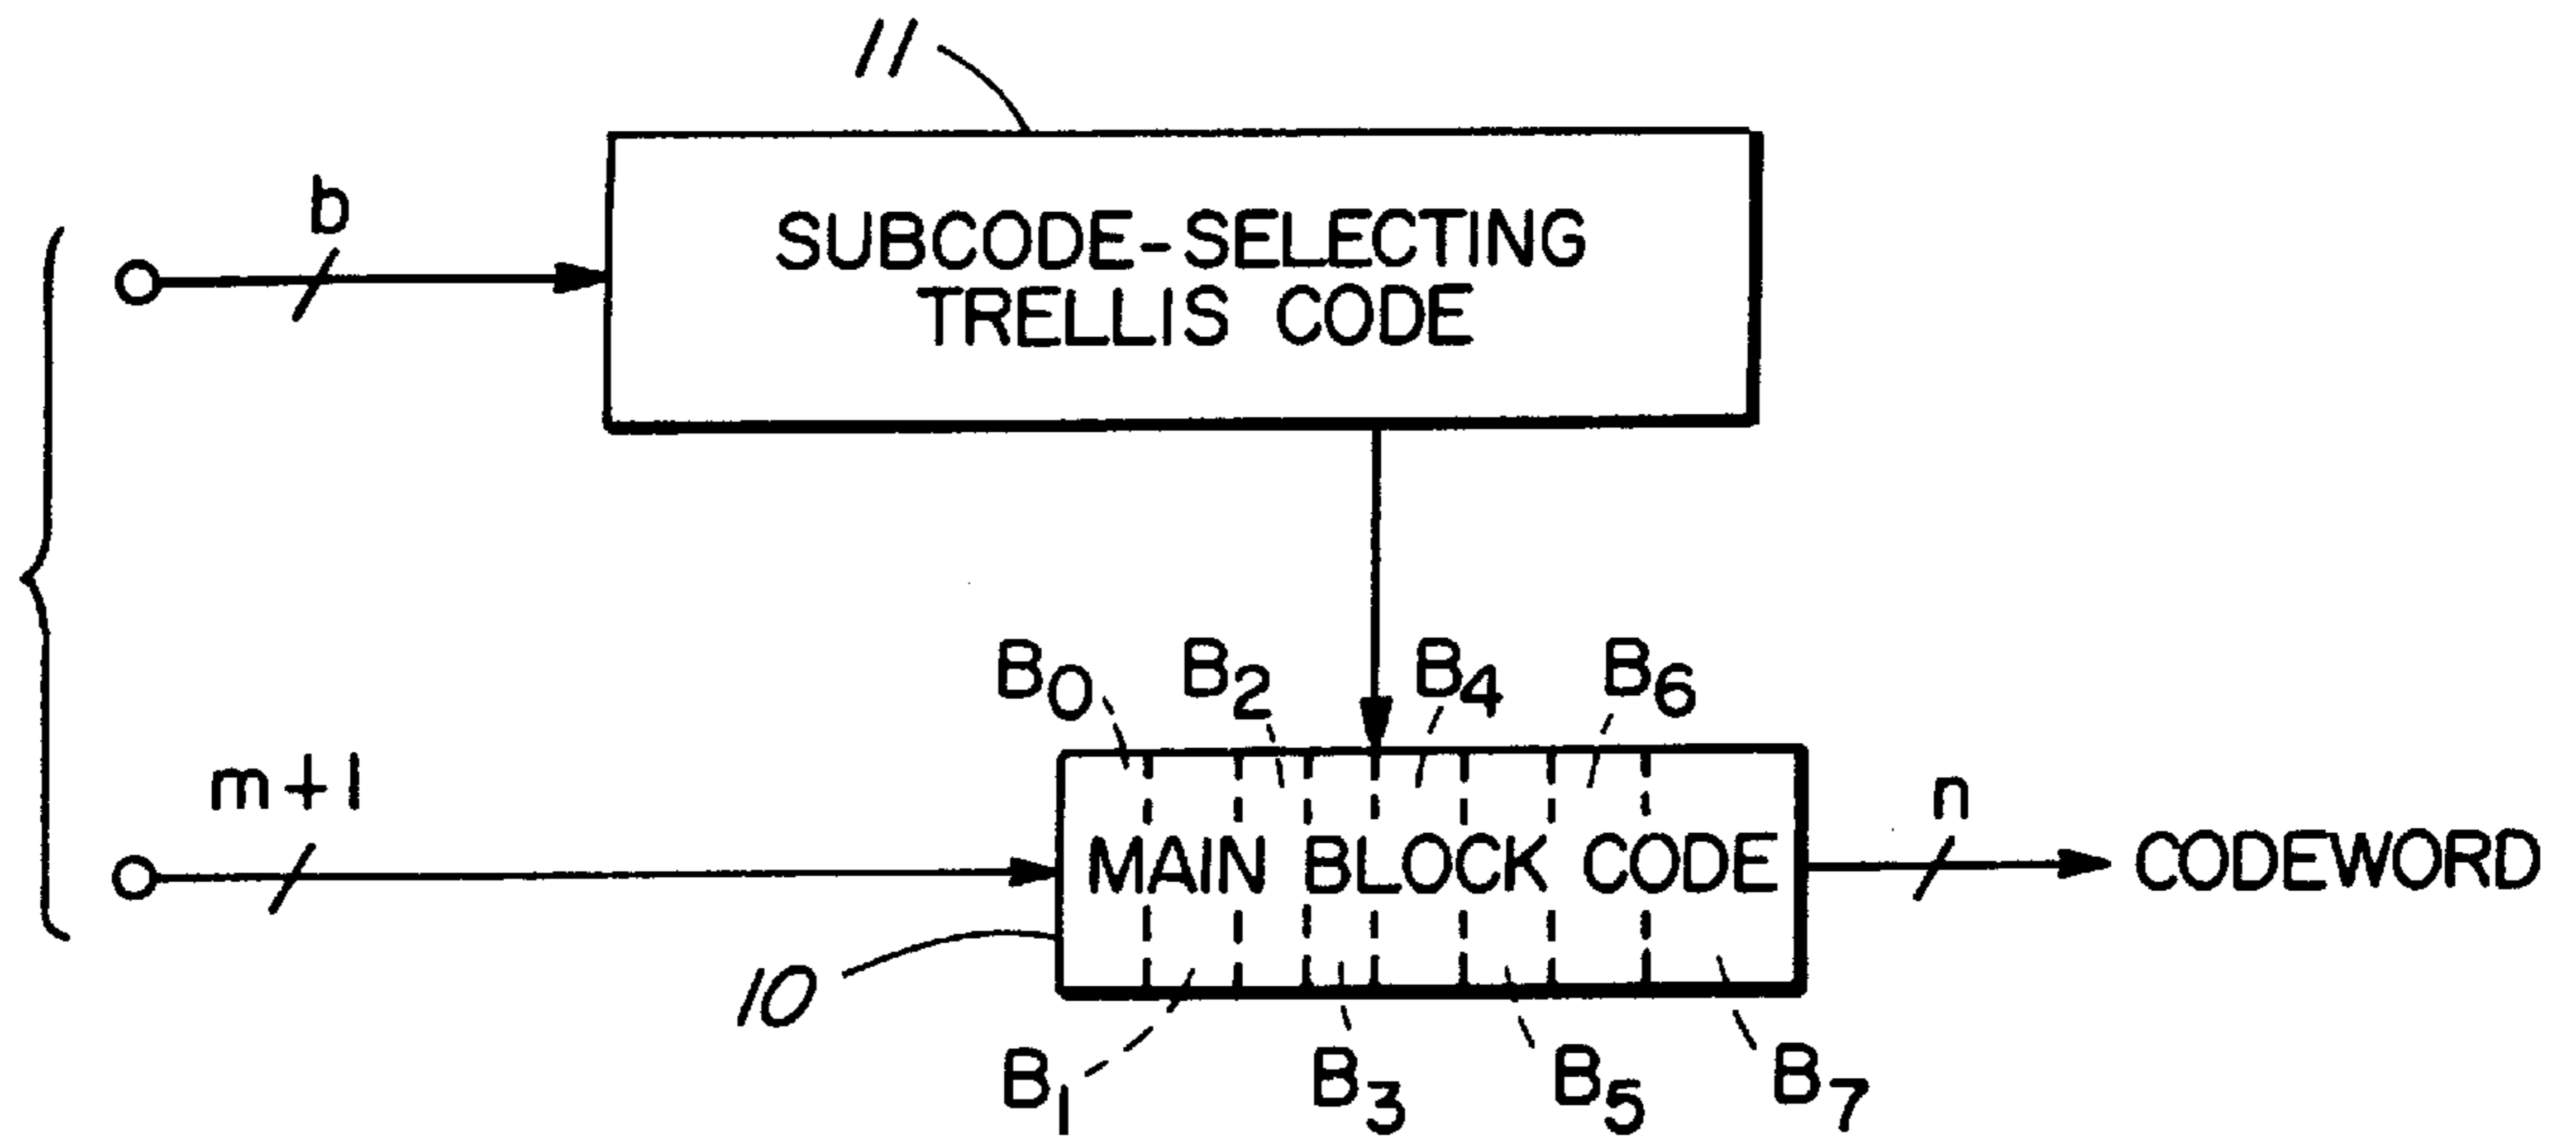 11
b
SUBCODE-SELECTING
TRELLIS CODE
B0 B2 B4 B6
m+1
n
MAIN BLOCK CODE
CODEWORD
10
B1 B3 B5 B7